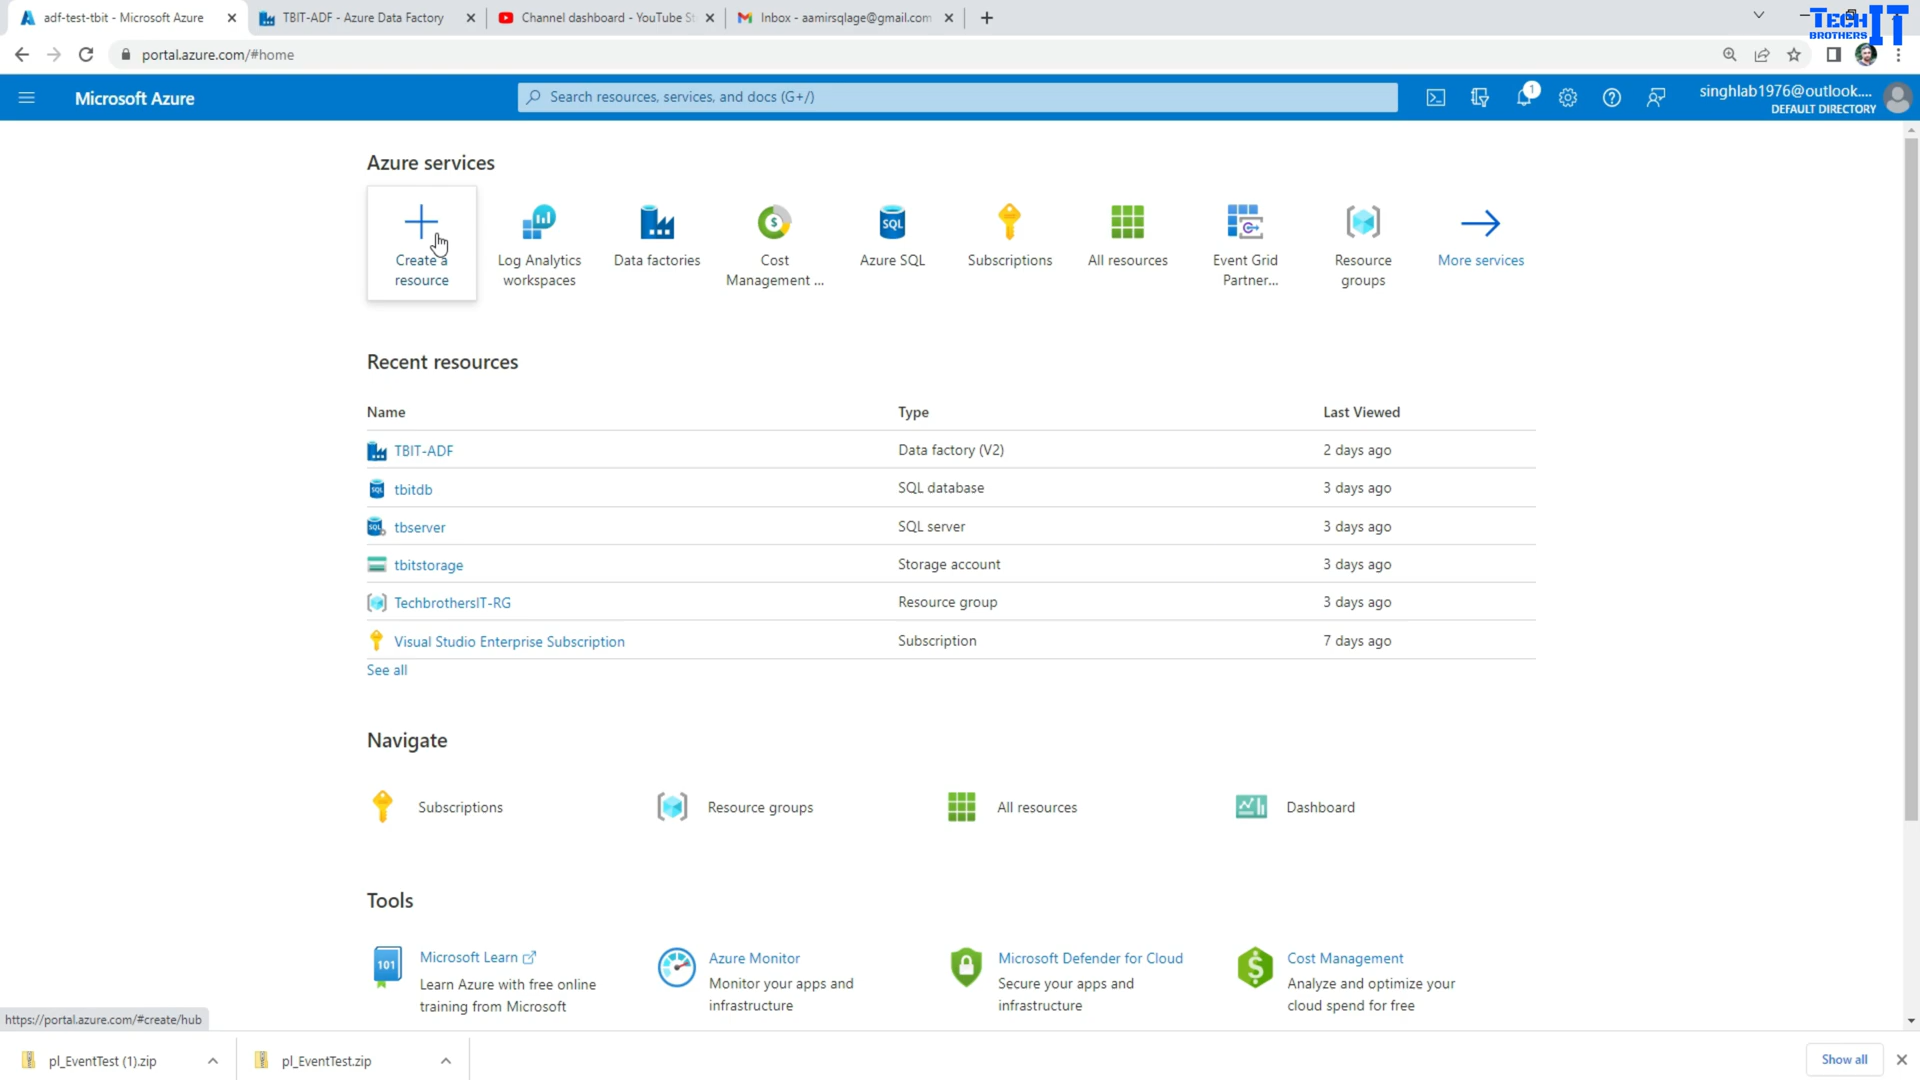 adf-test-tbit - Microsoft Azure
TBIT-ADF - Azure Data Factory
Channel dashboard - YouTube St
Inbox - aamirsqlage@gmail.com
TECH IT
BROTHERS
portal.azure.com/#home
Microsoft Azure
Search resources, services, and docs (G+/)
1
singhlab1976@outlook....
DEFAULT DIRECTORY
Azure services
Create a
resource
Log Analytics
workspaces
Data factories
Cost
Management ...
SQL
Azure SQL
Subscriptions
All resources
Event Grid
Partner...
Resource
groups
More services
Recent resources
Name Type Last Viewed
TBIT-ADF Data factory (V2) 2 days ago
tbitdb SQL database 3 days ago
tbserver SQL server 3 days ago
tbitstorage Storage account 3 days ago
TechbrothersIT-RG Resource group 3 days ago
Visual Studio Enterprise Subscription Subscription 7 days ago
See all
Navigate
Subscriptions Resource groups All resources Dashboard
Tools
101
Microsoft Learn
Learn Azure with free online
training from Microsoft
Azure Monitor
Monitor your apps and
infrastructure
Microsoft Defender for Cloud
Secure your apps and
infrastructure
Cost Management
Analyze and optimize your
cloud spend for free
https://portal.azure.com/#create/hub
pl_EventTest (1).zip
pl_EventTest.zip
Show all